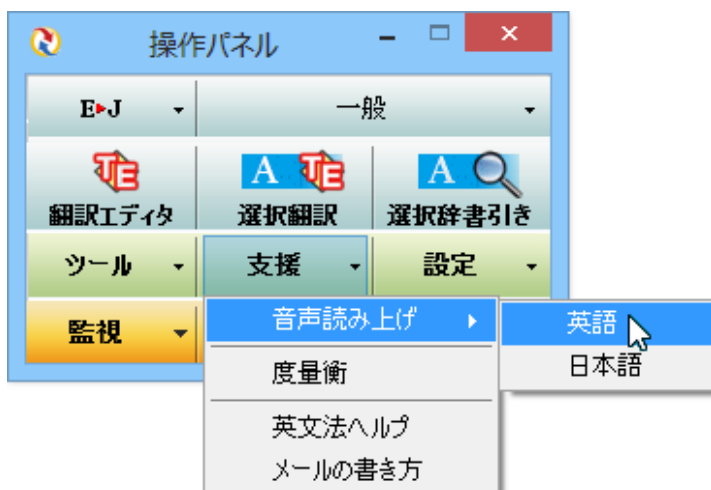 操作パネル
E▶J 一般
TE A TE A
翻訳エディタ 選択翻訳 選択辞書引き
ツール 支援 設定
監視 音声読み上げ 英語
度量衡 日本語
英文法ヘルプ
メールの書き方